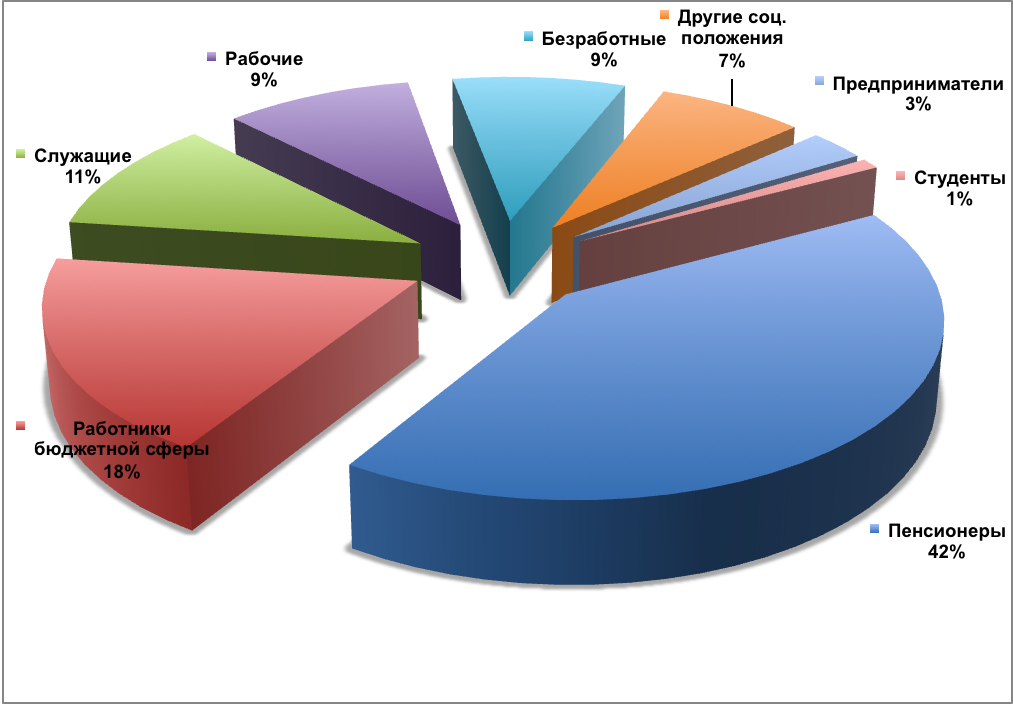 Другие соц.
положения
7%
Безработные
9%
Рабочие
9%
Предприниматели
3%
Служащие
11%
Студенты
1%
Работники
бюджетной сферы
18%
Пенсионеры
42%